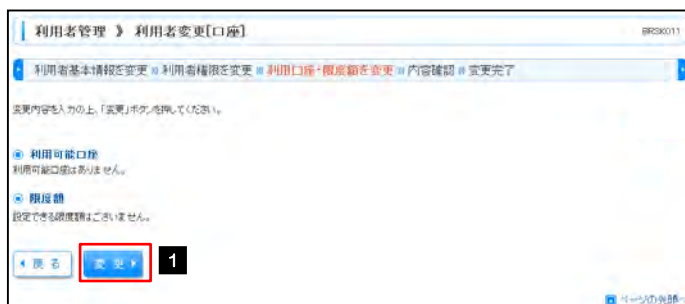 利用者管理 》 利用者変更[口座]
BRSK011
利用者基本情報を変更 » 利用者権限を変更 » 利用口座・限度額を変更 » 内容確認 » 変更完了
変更内容を入力の上、「変更」ボタンを押してください。
利用可能口座
利用可能口座はありません。
限度額
設定できる限度額はございません。
戻る
変更
1
ページの先頭へ